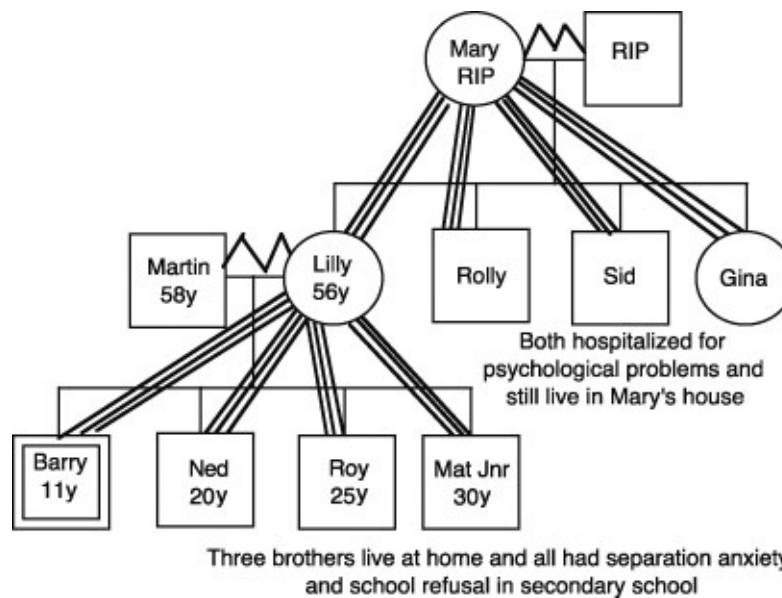 Mary
RIP
RIP
Martin
58y
Lilly
56y
Rolly
Sid
Gina
Both hospitalized for
psychological problems and
still live in Mary's house
Barry
11y
Ned
20y
Roy
25y
Mat Jnr
30y
Three brothers live at home and all had separation anxiety
and school refusal in secondary school